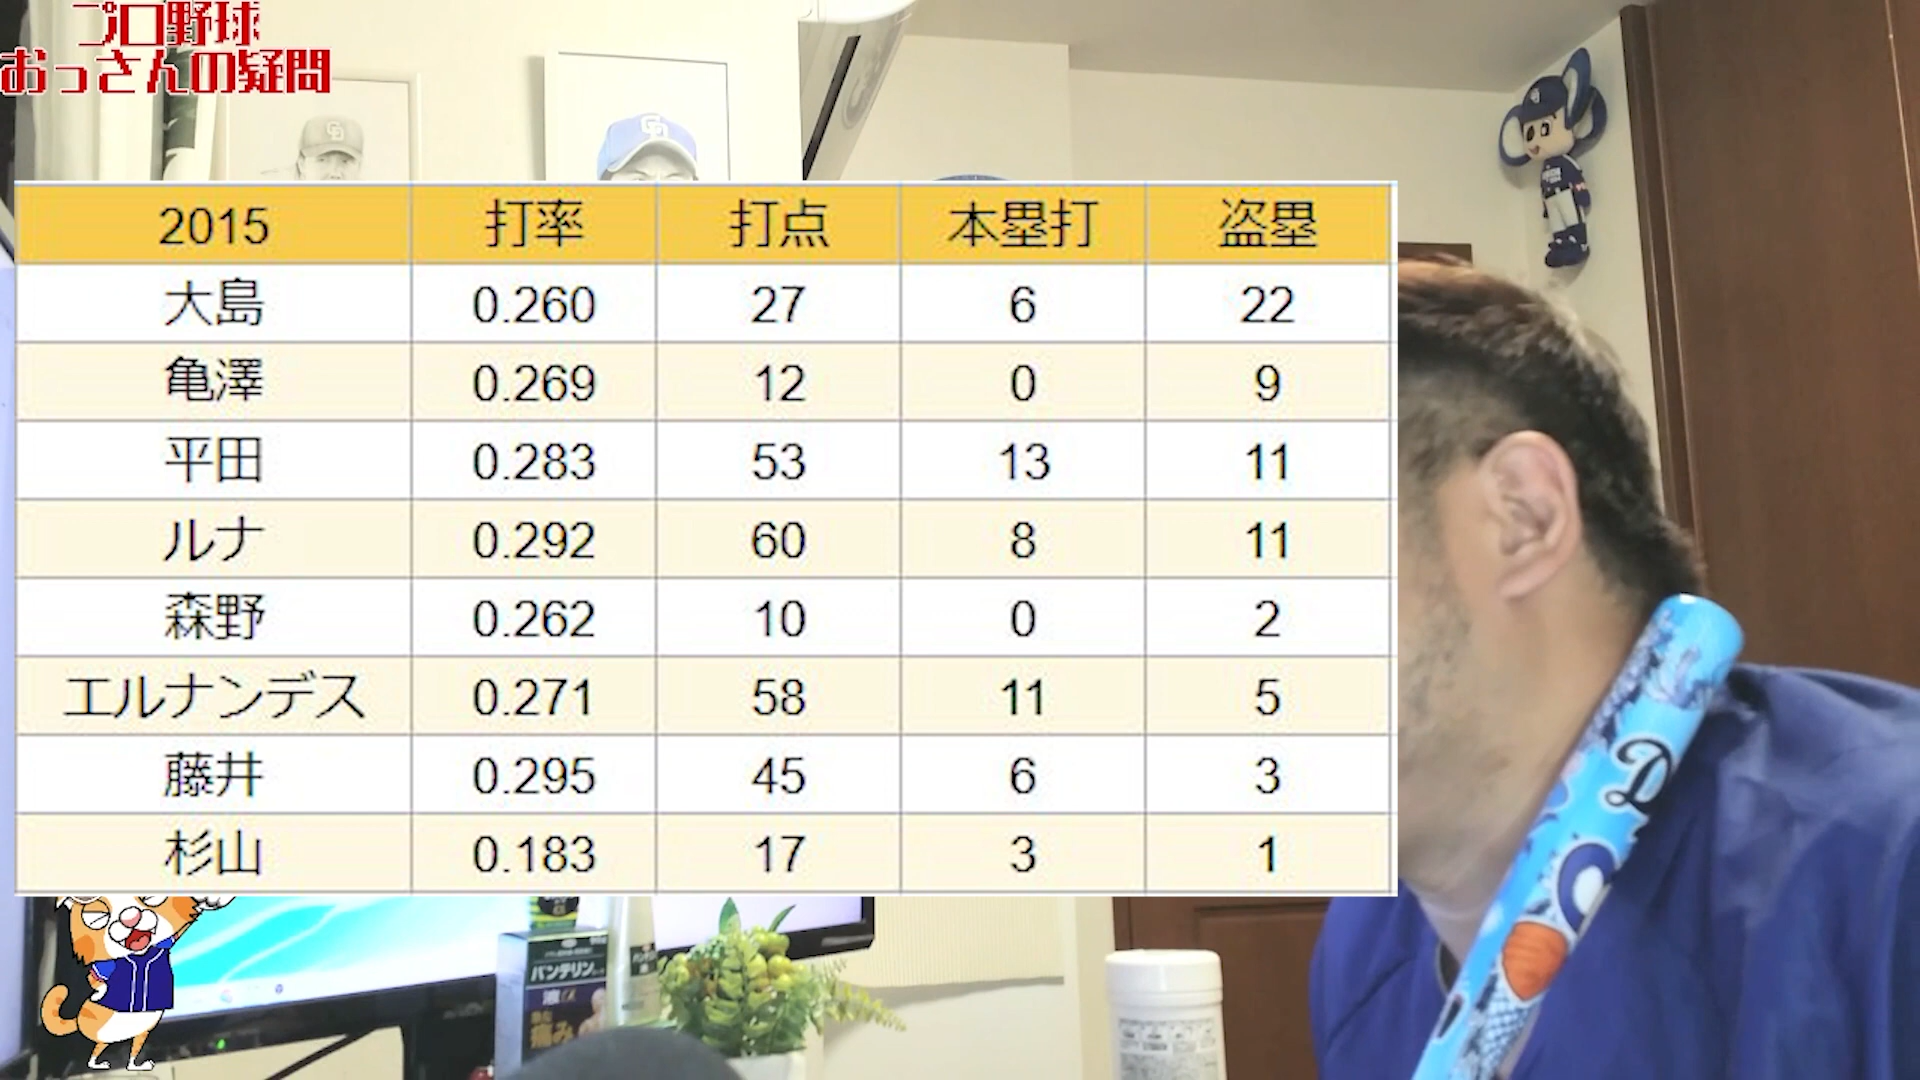 プロ野球
おっさんの疑問
2015 打率 打点 本塁打 盗塁
大島 0.260 27 6 22
亀澤 0.269 12 0 9
平田 0.283 53 13 11
ルナ 0.292 60 8 11
森野 0.262 10 0 2
エルナンデス 0.271 58 11 5
藤井 0.295 45 6 3
杉山 0.183 17 3 1
バンテリン
痛み